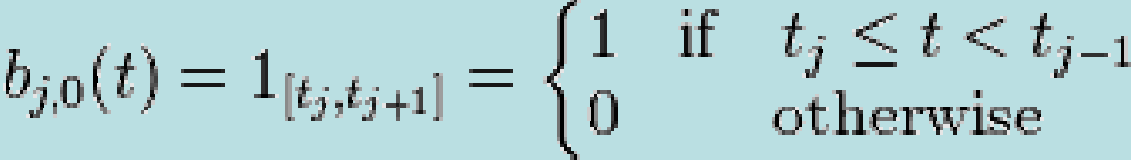 b_{j,0}(t) = 1_{[t_j,t_{j+1}]} = { 1 if t_j ≤ t < t_{j-1}
0 otherwise